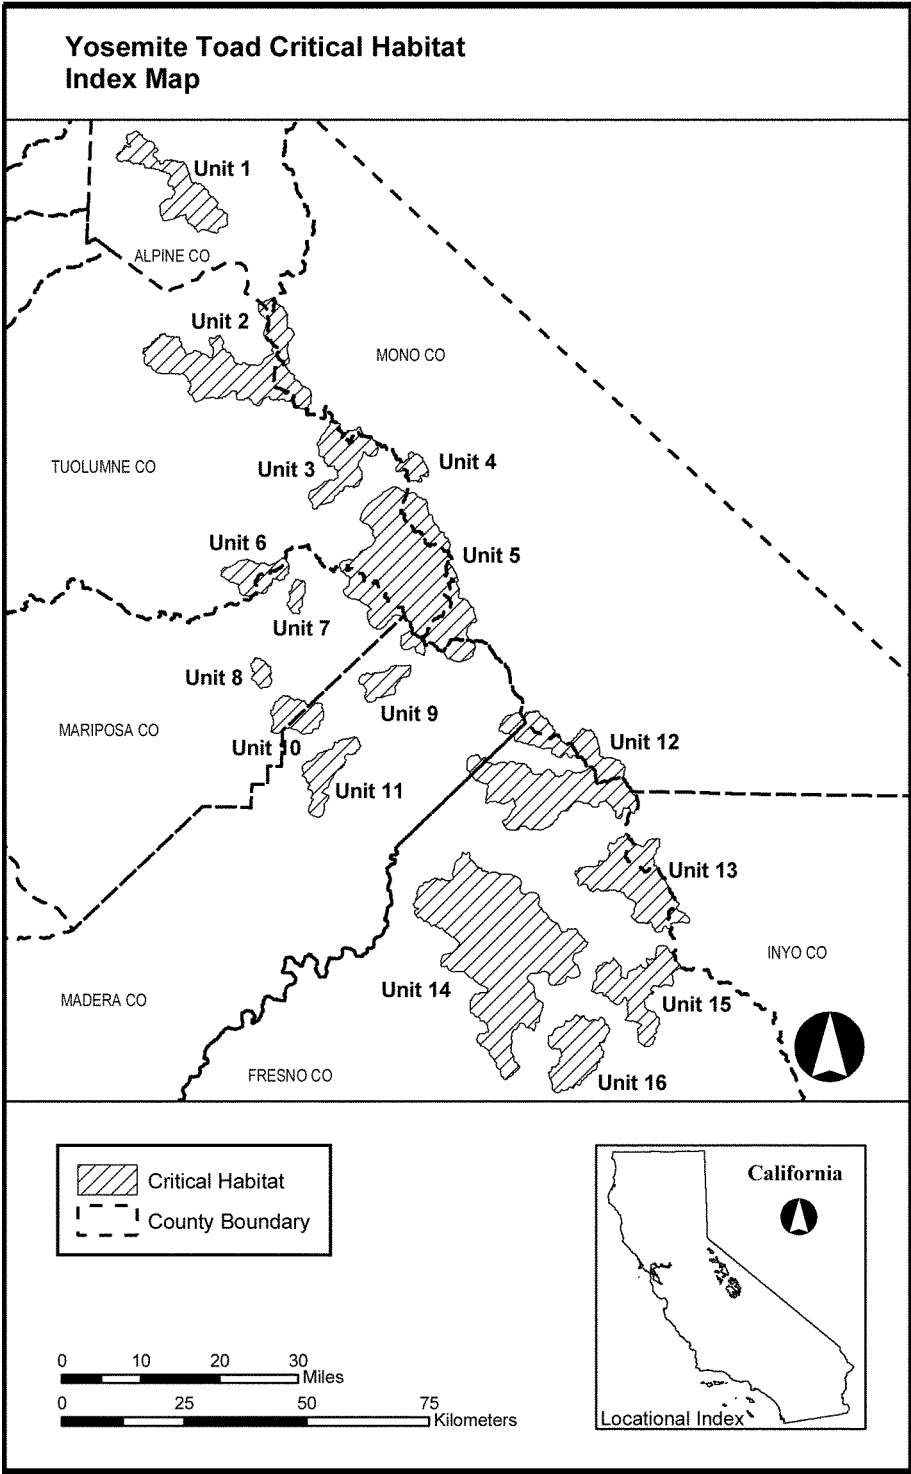 Yosemite Toad Critical Habitat
Index Map
Unit 1
ALPINE CO
Unit 2
MONO CO
TUOLUMNE CO
Unit 3
Unit 4
Unit 6
Unit 5
Unit 7
Unit 8
Unit 9
MARIPOSA CO
Unit 10
Unit 12
Unit 11
Unit 13
INYO CO
Unit 14
MADERA CO
Unit 15
FRESNO CO
Unit 16
Critical Habitat
County Boundary
0 10 20 30
Miles
0 25 50 75
Kilometers
California
Locational Index